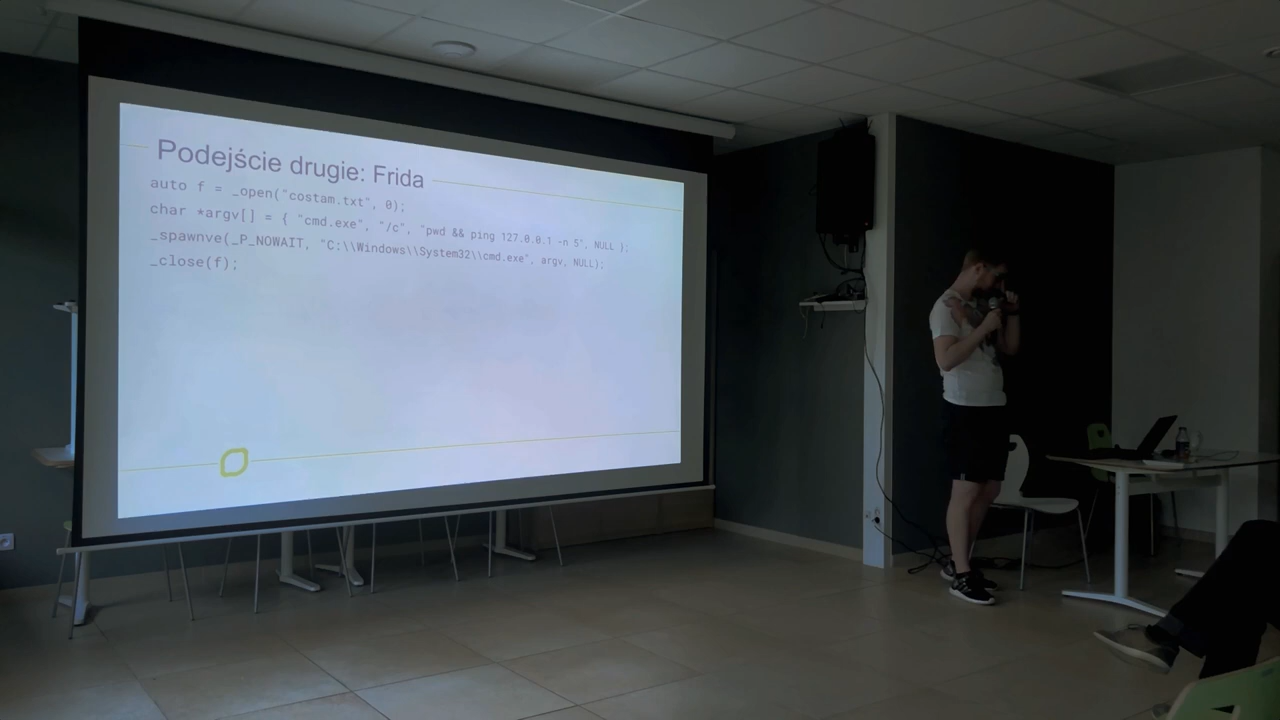 Podejście drugie: Frida
auto f = _open("costam.txt", 0);
char *argv[] = { "cmd.exe", "/c", "pwd && ping 127.0.0.1 -n 5", NULL };
_spawnve(_P_NOWAIT, "C:\\Windows\\System32\\cmd.exe", argv, NULL);
_close(f);